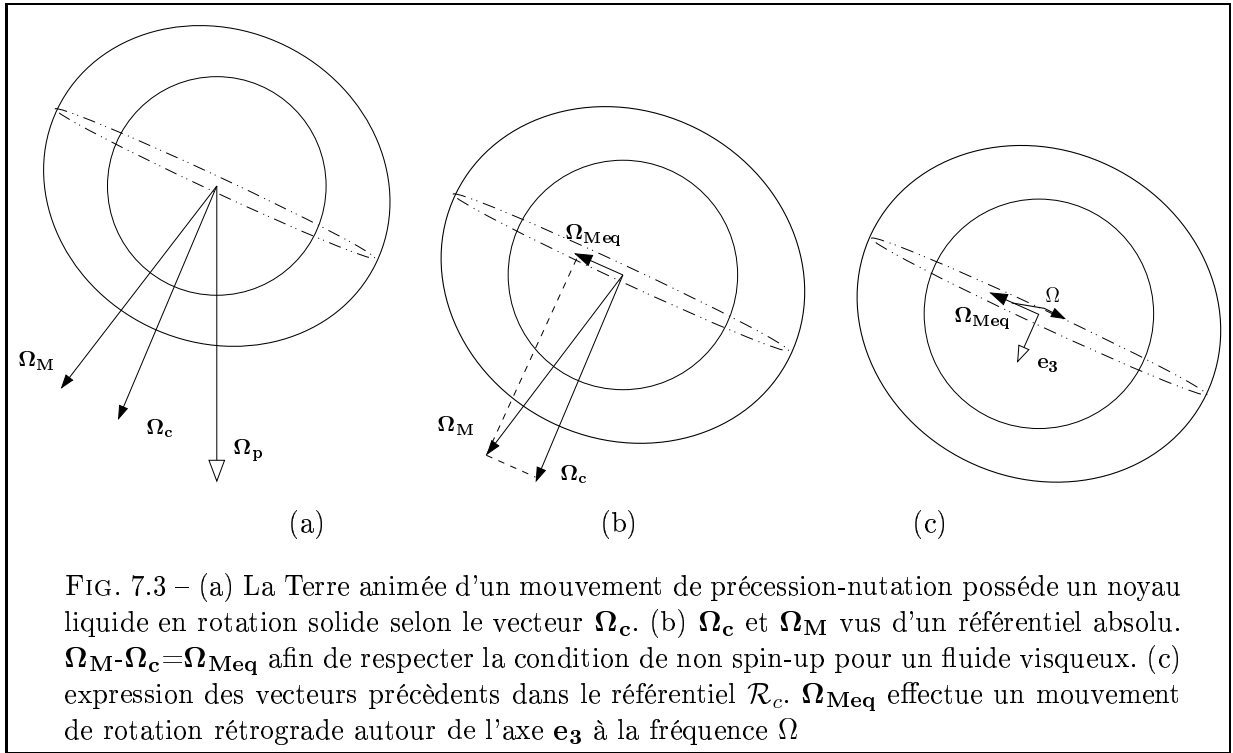 Ω_M
Ω_c
Ω_p
(a)
Ω_Meq
Ω_M
Ω_c
(b)
Ω
Ω_Meq
e_3
(c)
FIG. 7.3 – (a) La Terre animée d'un mouvement de précession-nutation posséde un noyau
liquide en rotation solide selon le vecteur Ω_c. (b) Ω_c et Ω_M vus d'un référentiel absolu.
Ω_M-Ω_c=Ω_Meq afin de respecter la condition de non spin-up pour un fluide visqueux. (c)
expression des vecteurs précèdents dans le référentiel R_c. Ω_Meq effectue un mouvement
de rotation rétrograde autour de l'axe e_3 à la fréquence Ω